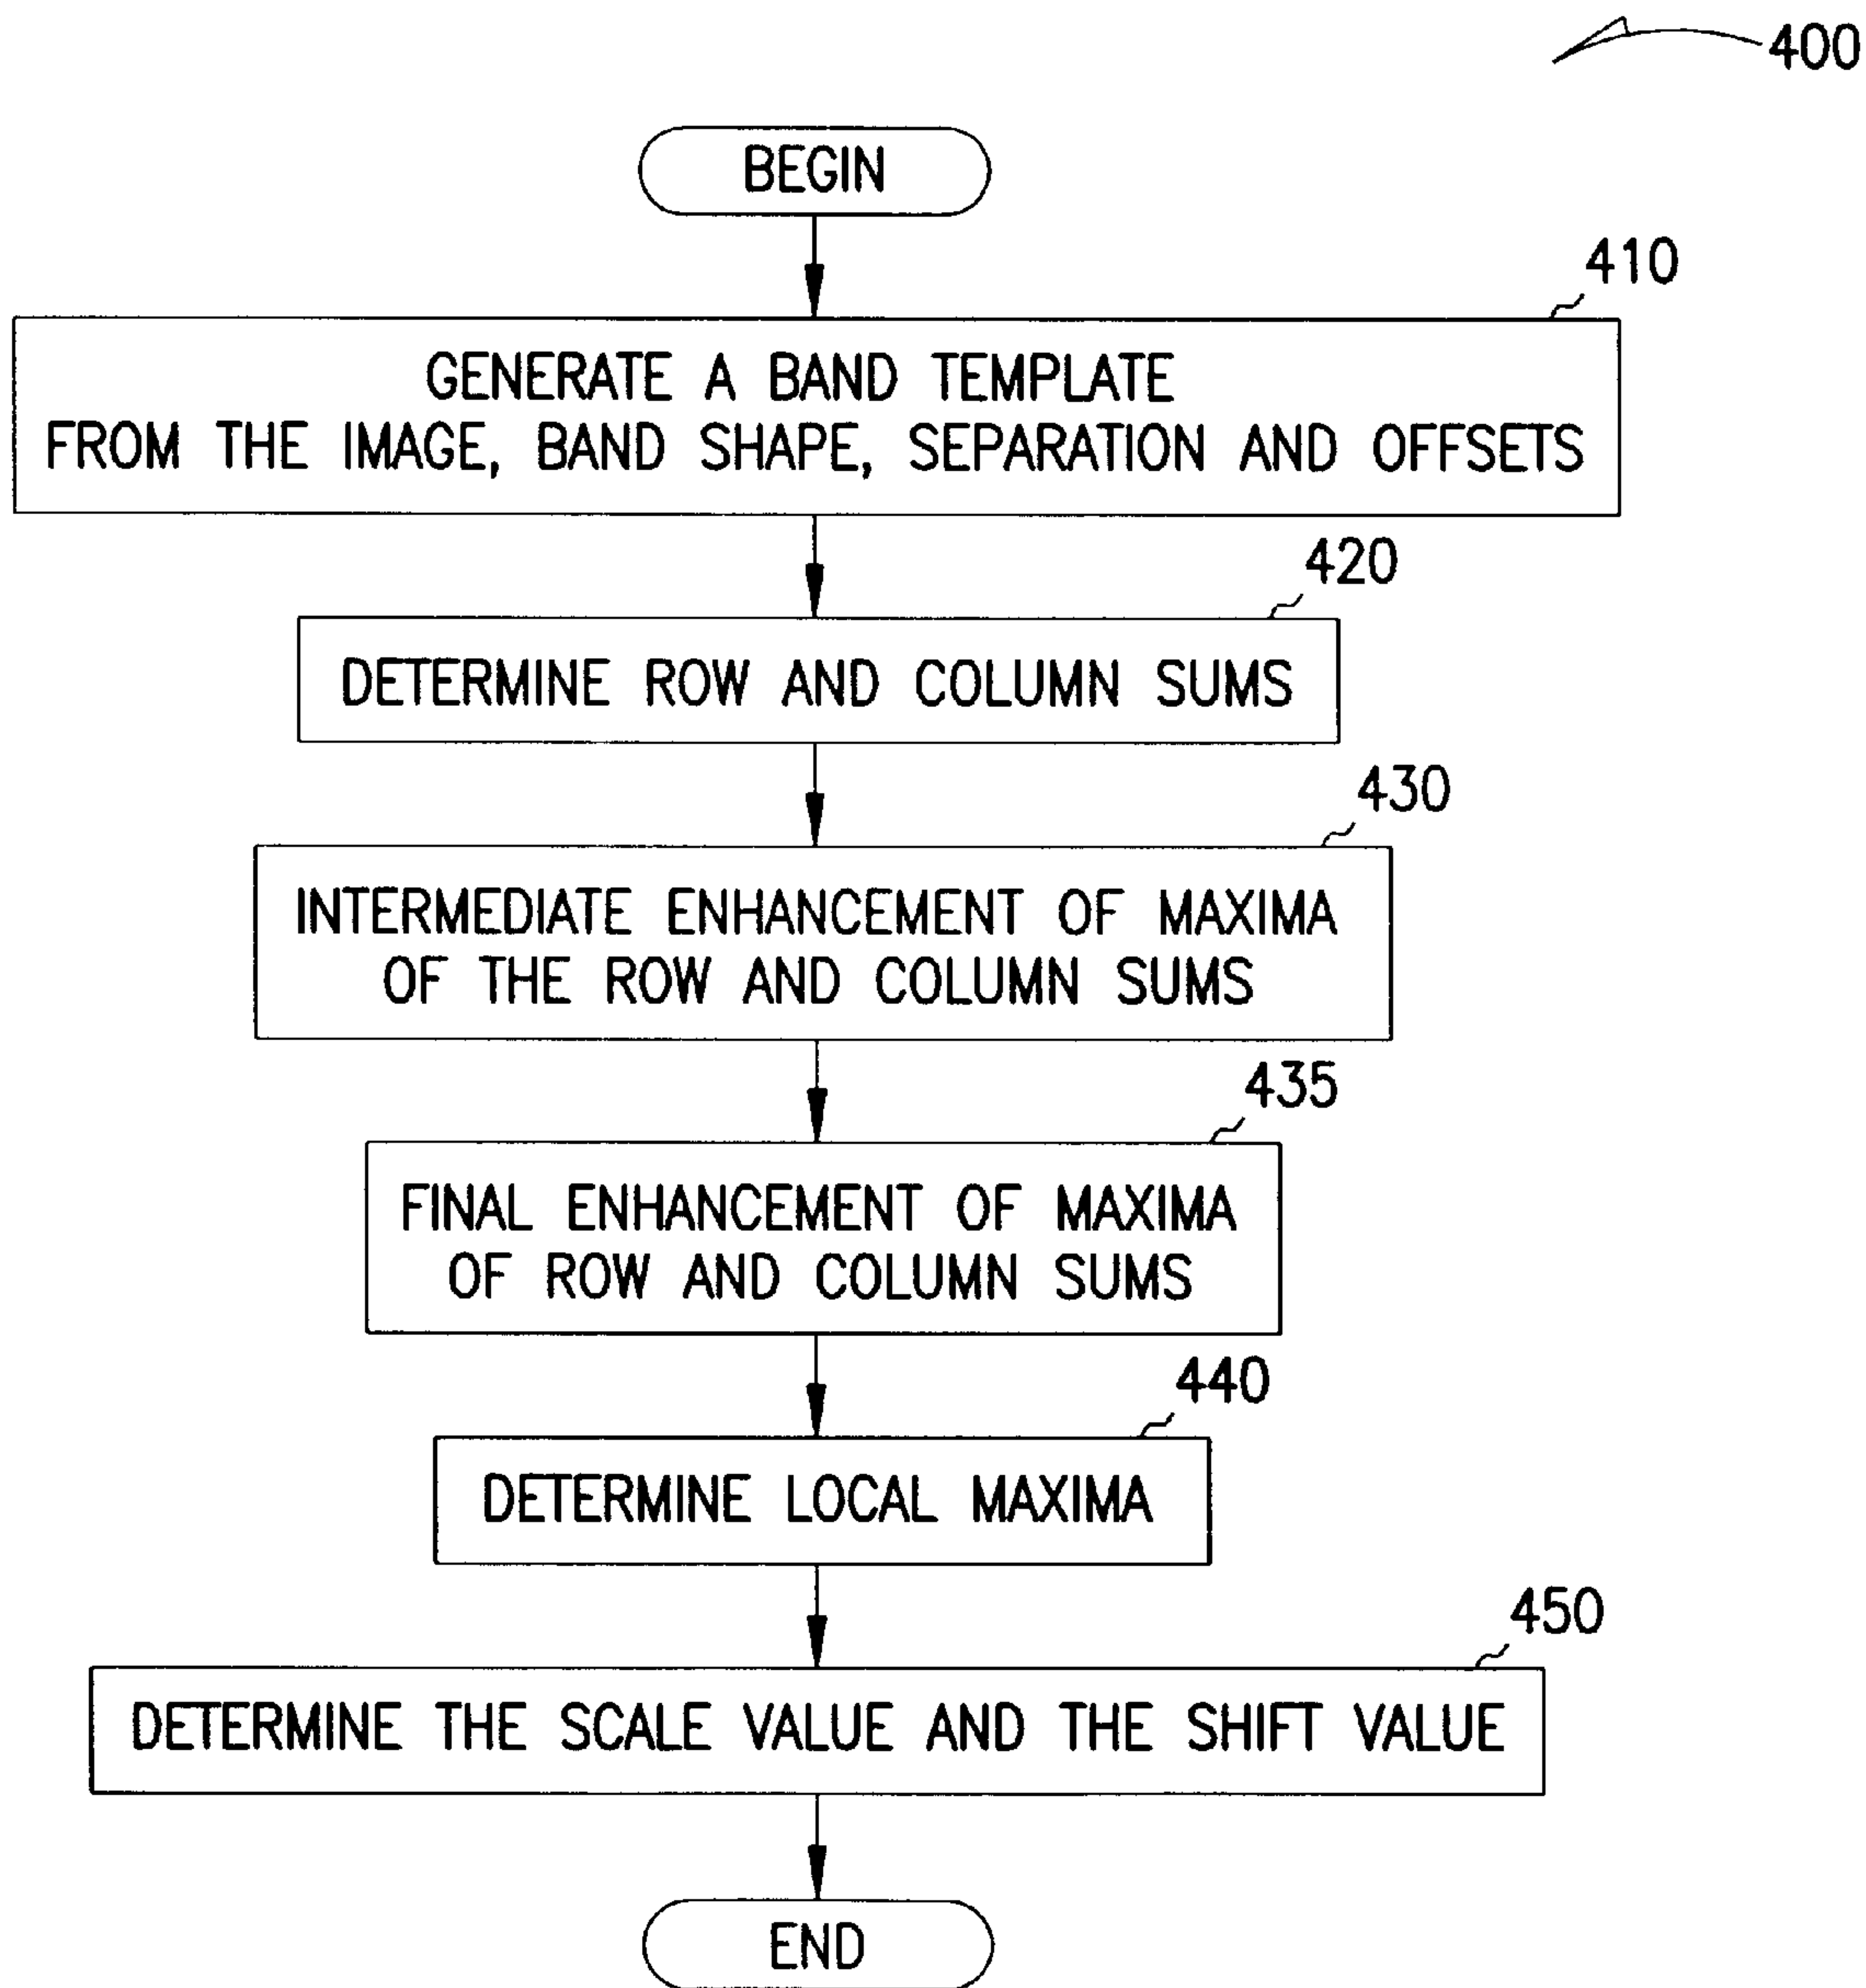 400
BEGIN
410
GENERATE A BAND TEMPLATE
FROM THE IMAGE, BAND SHAPE, SEPARATION AND OFFSETS
420
DETERMINE ROW AND COLUMN SUMS
430
INTERMEDIATE ENHANCEMENT OF MAXIMA
OF THE ROW AND COLUMN SUMS
435
FINAL ENHANCEMENT OF MAXIMA
OF ROW AND COLUMN SUMS
440
DETERMINE LOCAL MAXIMA
450
DETERMINE THE SCALE VALUE AND THE SHIFT VALUE
END